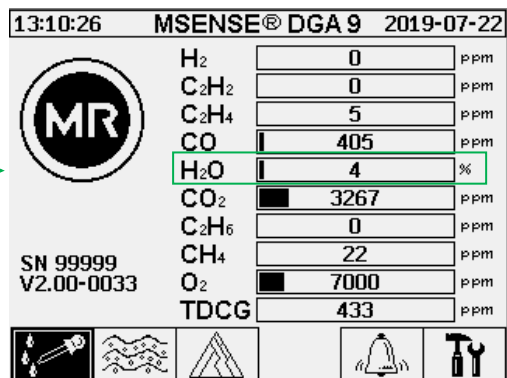 13:10:26 MSENSE® DGA 9 2019-07-22
H₂ 0 ppm
C₂H₂ 0 ppm
C₂H₄ 5 ppm
MR
CO 405 ppm
H₂O 4 %
CO₂ 3267 ppm
C₂H₆ 0 ppm
CH₄ 22 ppm
SN 99999
V2.00-0033
O₂ 7000 ppm
TDCG 433 ppm